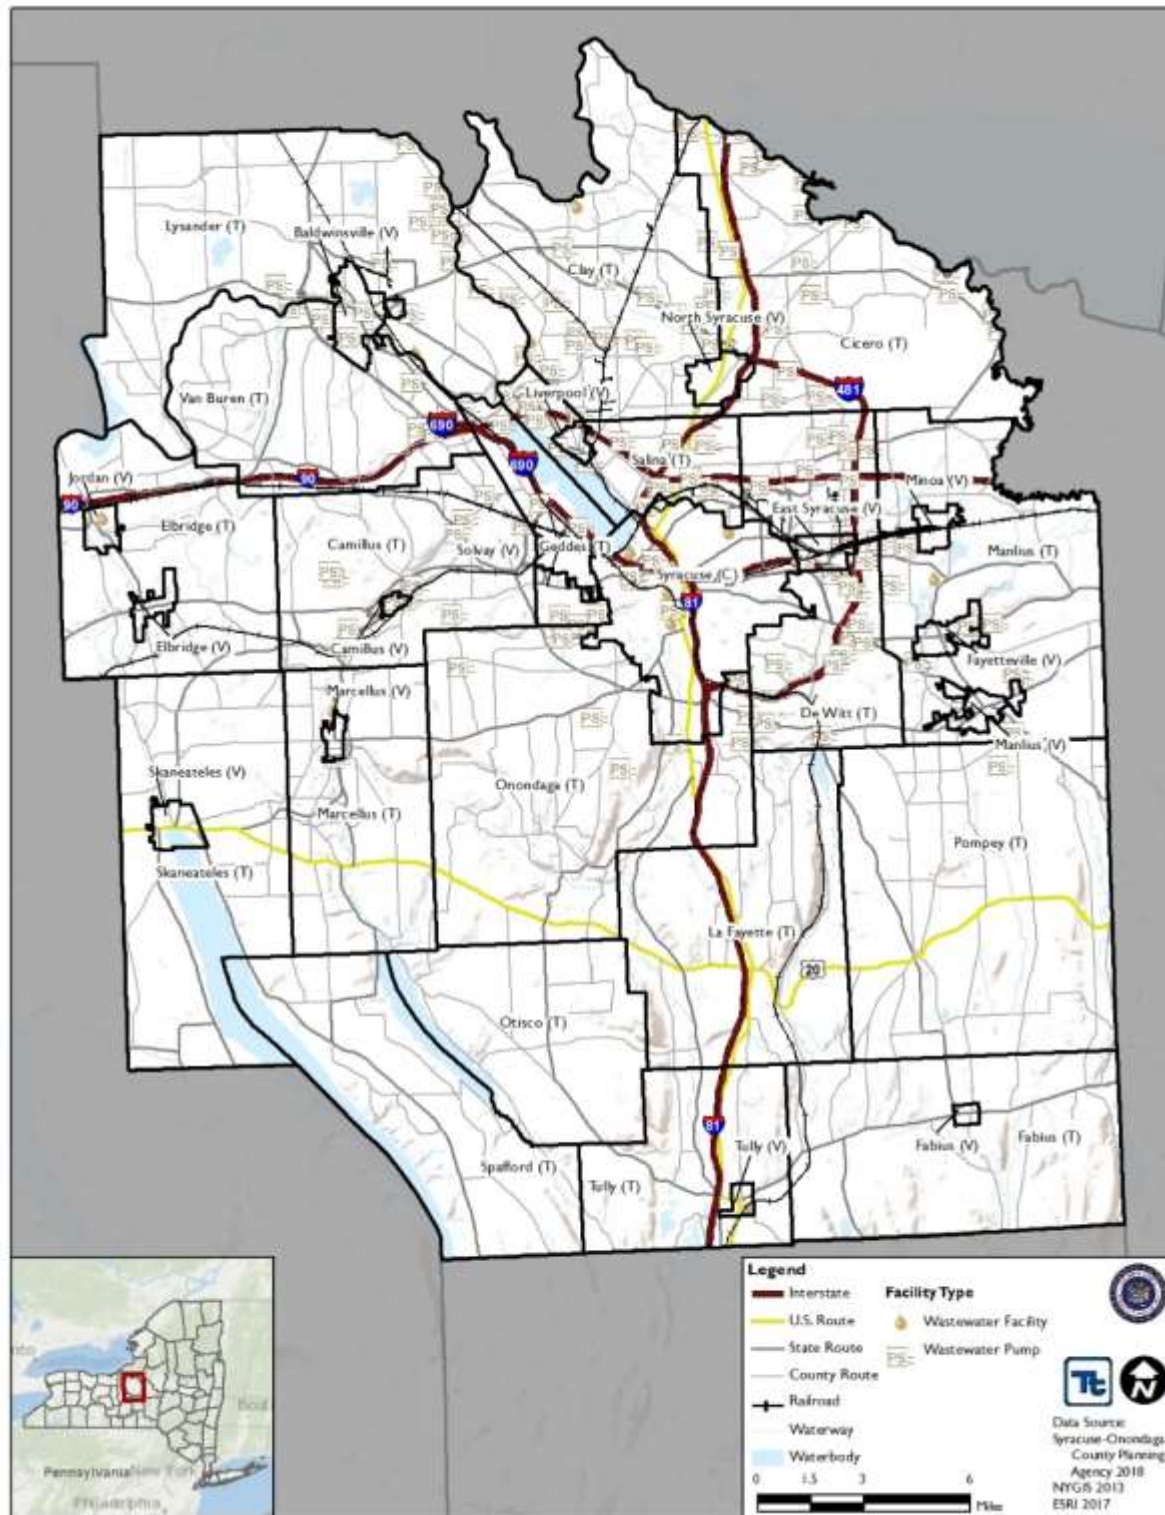 Lysander (T)
Baldwinsville (V)
Clay (T)
North Syracuse (V)
Cicero (T)
Van Buren (T)
Liverpool (V)
481
690
690
Salina (T)
Jordan (V)
90
90
Minoa (V)
Elbridge (T)
East Syracuse (V)
Camillus (T)
Solvay (V)
Geddes (T)
Manlius (T)
Syracuse (C)
81
Elbridge (V)
Camillus (V)
Fayetteville (V)
Marcellus (V)
De Witt (T)
Manlius (V)
Skaneateles (V)
Onondaga (T)
Marcellus (T)
Pompey (T)
Skaneateles (T)
La Fayette (T)
20
Otisco (T)
81
Tully (V)
Fabius (V)
Fabius (T)
Spafford (T)
Tully (T)
Legend
Interstate
U.S. Route
State Route
County Route
Railroad
Waterway
Waterbody
Facility Type
Wastewater Facility
PS
Wastewater Pump
0 1.5 3 6
Miles
Tt
N
Data Source:
Syracuse-Onondaga
County Planning
Agency 2018
NYGIS 2013
ESRI 2017
Pennsylvania
New York
Philadelphia